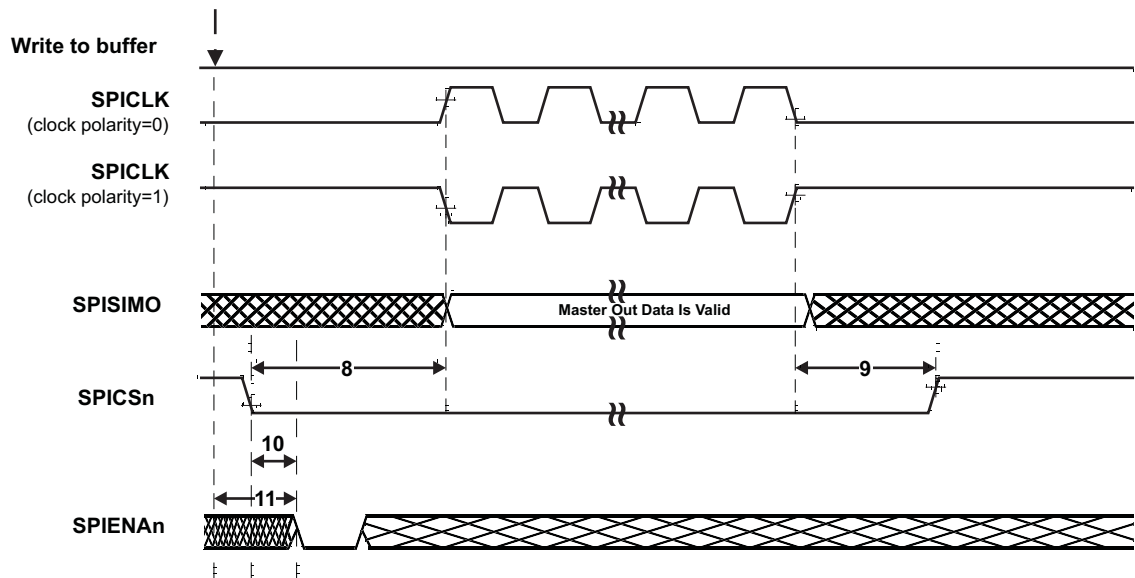 Write to buffer
SPICLK
(clock polarity=0)
SPICLK
(clock polarity=1)
SPISIMO
Master Out Data Is Valid
8
9
SPICSn
10
11
SPIENAn